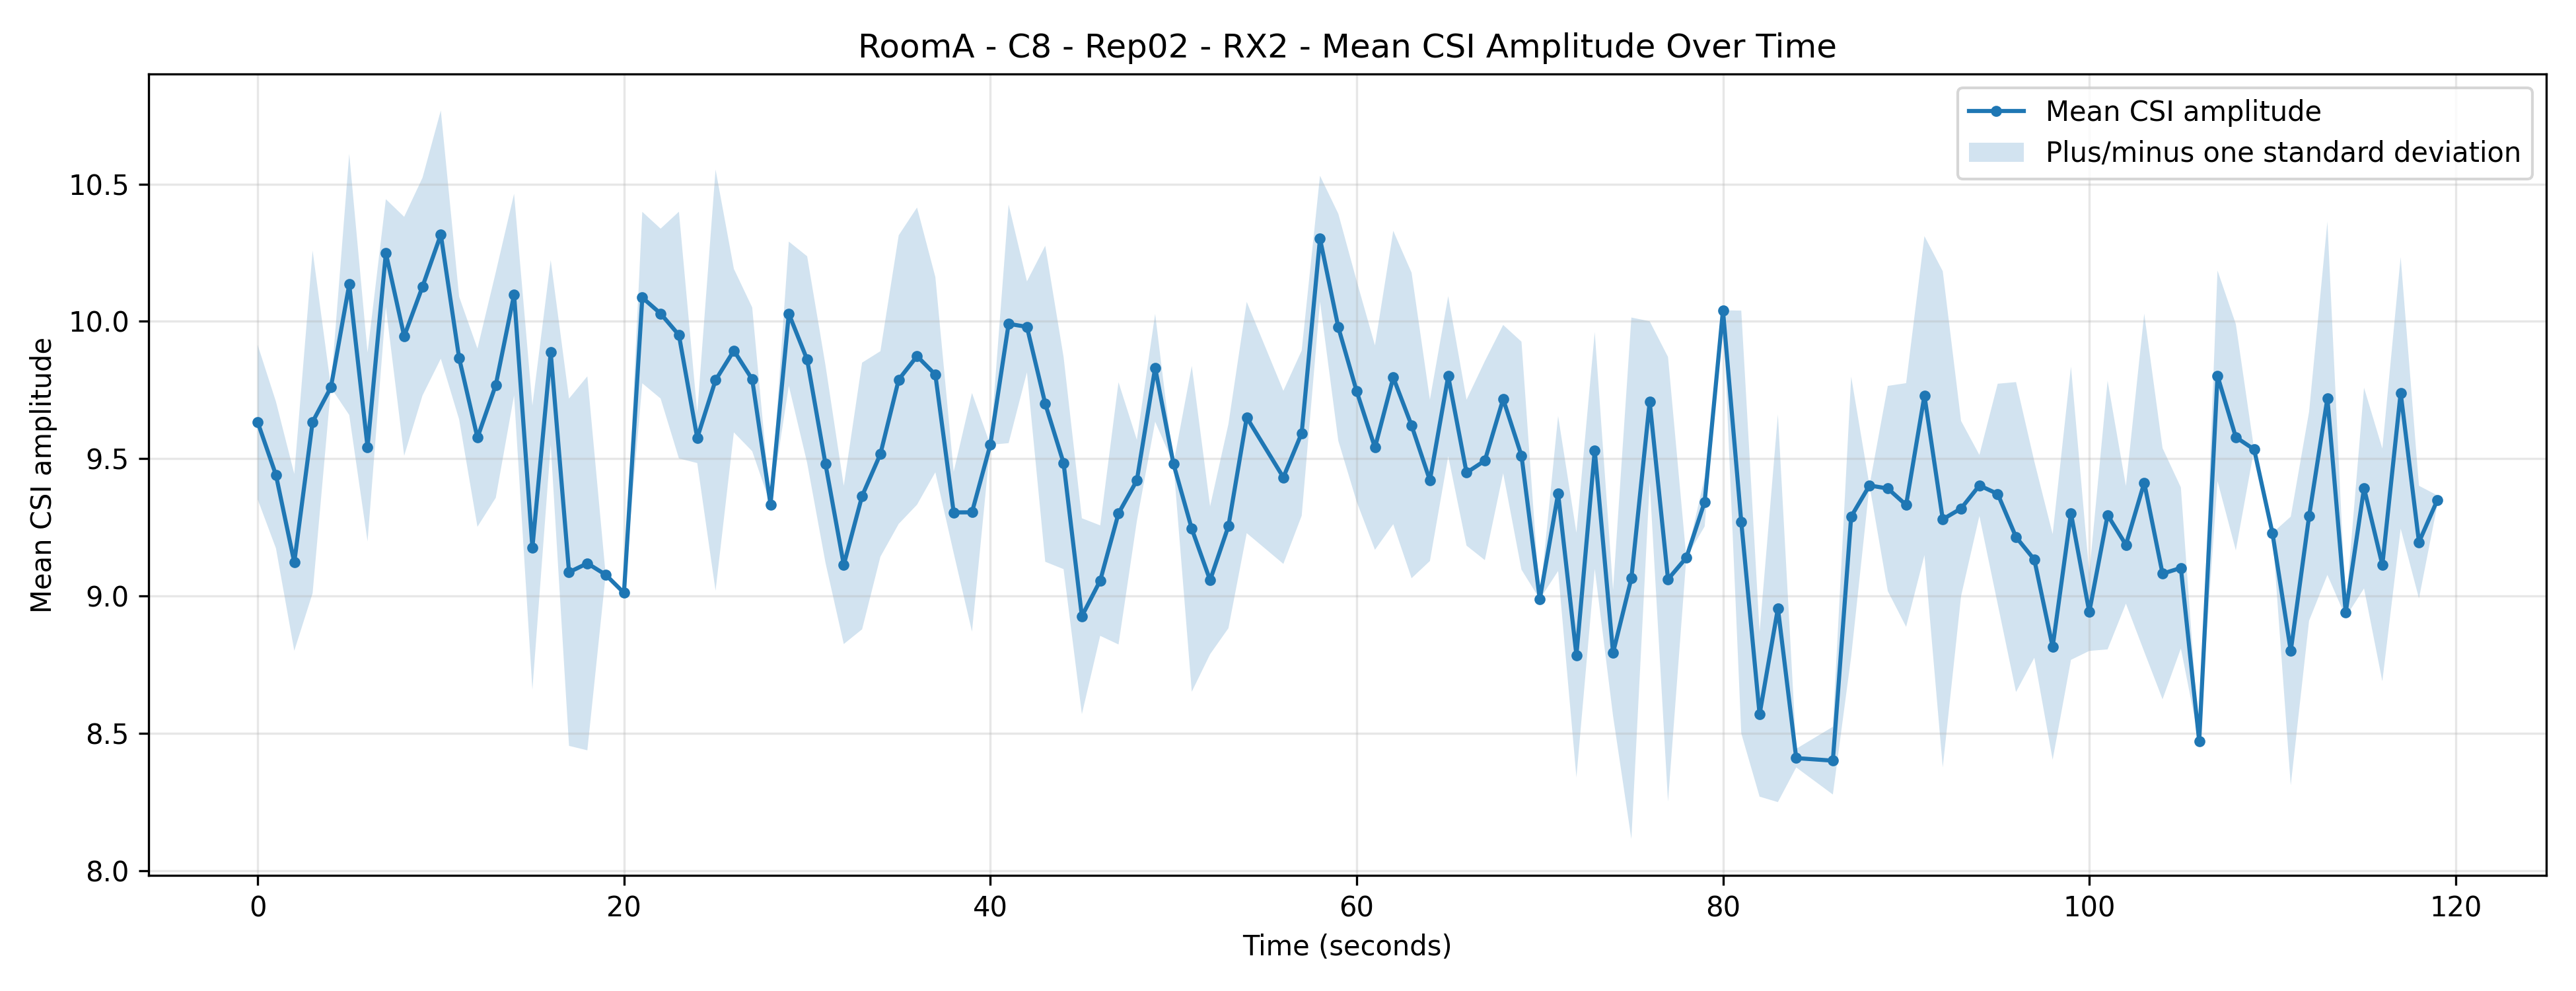 RoomA - C8 - Rep02 - RX2 - Mean CSI Amplitude Over Time
Mean CSI amplitude
Plus/minus one standard deviation
Mean CSI amplitude
10.5
10.0
9.5
9.0
8.5
8.0
0 20 40 60 80 100 120
Time (seconds)